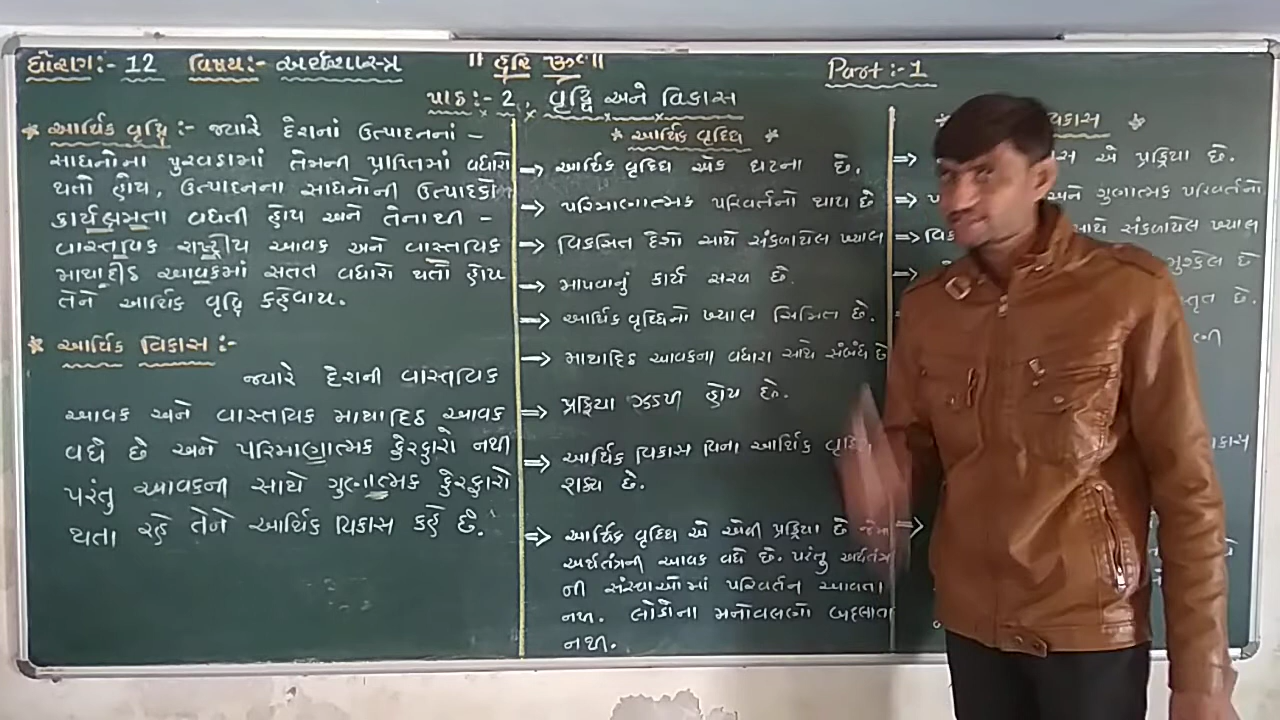 ધોરણ:- 12 વિષય:- અર્થશાસ્ત્ર
Part:-1
પાઠ:- 2, વૃદ્ધિ અને વિકાસ
* આર્થિક વૃદ્ધિ :- જ્યારે દેશનાં ઉત્પાદનનાં -
સાધનોના પુરવઠામાં તેમની પ્રાપ્તિમાં વધારો
થતો હોય, ઉત્પાદનના સાધનોની ઉત્પાદકીય
કાર્યક્ષમતા વધતી હોય અને તેનાથી -
વાસ્તવિક રાષ્ટ્રીય આવક અને વાસ્તવિક
માથાદીઠ આવકમાં સતત વધારો થતો હોય
તેને આર્થિક વૃદ્ધિ કહેવાય.
* આર્થિક વિકાસ :-
જ્યારે દેશની વાસ્તવિક
આવક અને વાસ્તવિક માથાદિઠ આવક
વધે છે અને પરિમાણાત્મક ફેરફારો નથી
પરંતુ આવકની સાથે ગુણાત્મક ફેરફારો
થતા રહે તેને આર્થિક વિકાસ કહે છે.
* આર્થિક વૃધ્ધિ *
⇒ આર્થિક વૃધ્ધિ એક ઘટના છે.
⇒ પરિમાણાત્મક પરિવર્તનો થાય છે
⇒ વિકસિત દેશો સાથે સંકળાયેલ ખ્યાલ
⇒ માપવાનું કાર્ય સરળ છે.
⇒ આર્થિક વૃધ્ધિનો ખ્યાલ સિમિત છે.
⇒ માથાદિઠ આવકના વધારા સાથે સંબંધ છે
⇒ પ્રક્રિયા ઝડપી હોય છે.
⇒ આર્થિક વિકાસ વિના આર્થિક વૃધ્ધિ
શક્ય છે.
⇒ આર્થિક વૃધ્ધિ એ એવી પ્રક્રિયા છે જેમાં
અર્થતંત્રની આવક વધે છે. પરંતુ અર્થતંત્ર
ની સંસ્થાઓમાં પરિવર્તન આવતા
નથી. લોકોના મનોવલણો બદલાતા
નથી.
* વિકાસ *
⇒ એ પ્રક્રિયા છે.
⇒ અને ગુણાત્મક પરિવર્તનો
⇒ સાથે સંકળાયેલ ખ્યાલ
⇒ મુશ્કેલ છે
છે.